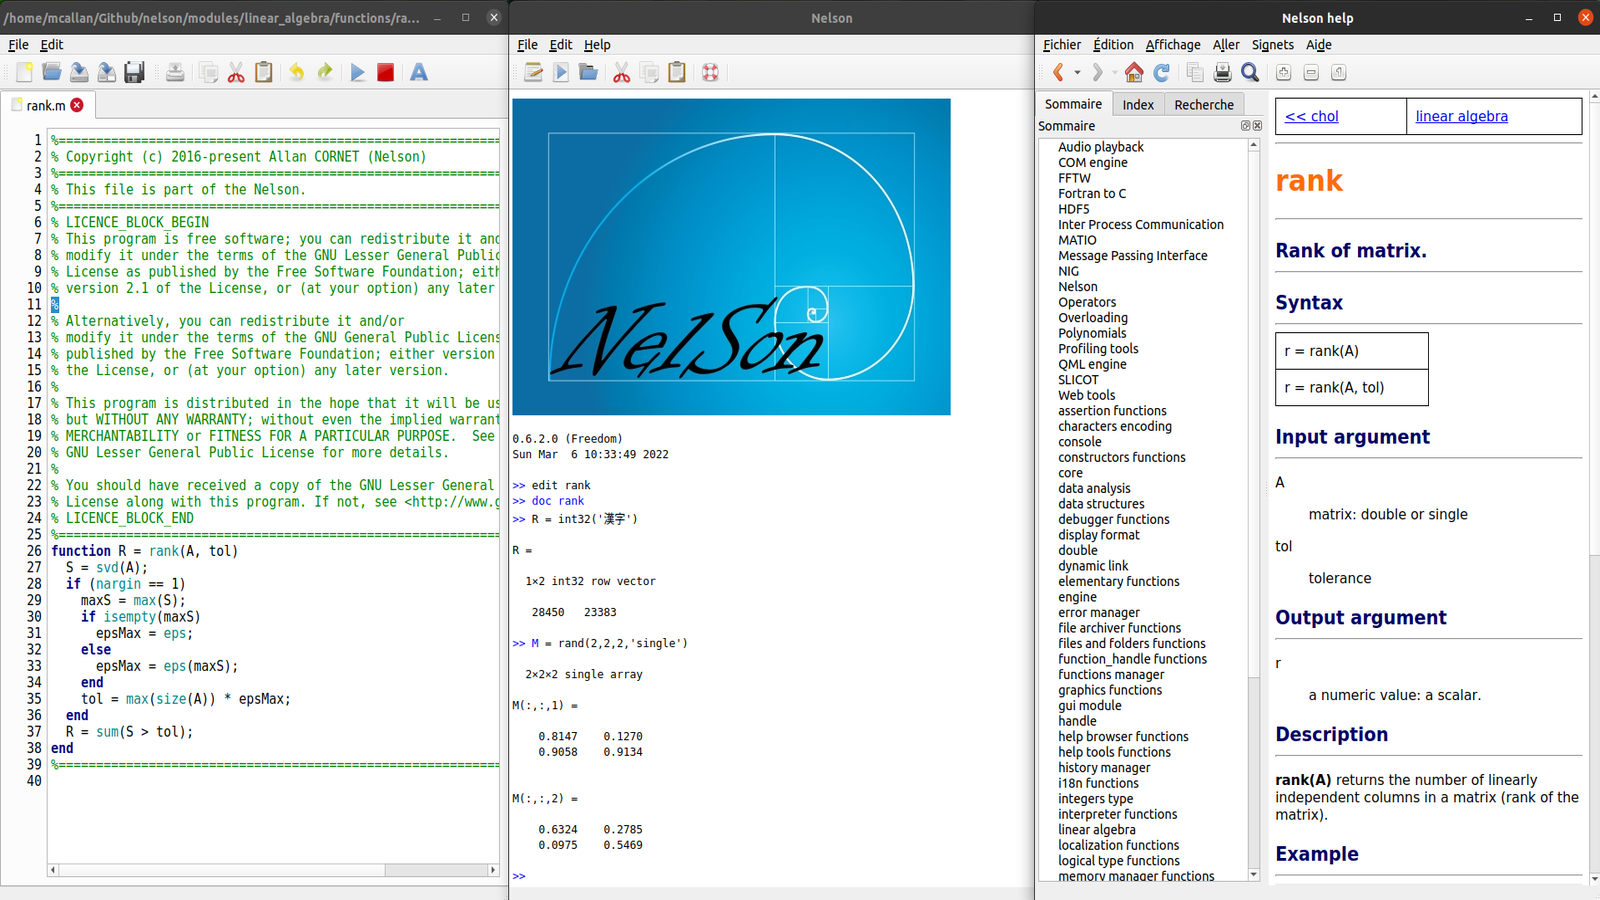 /home/mcallan/Github/nelson/modules/linear_algebra/functions/ra...
File Edit
rank.m
1 %===========================================================
2 % Copyright (c) 2016-present Allan CORNET (Nelson)
3 %===========================================================
4 % This file is part of the Nelson.
5 %===========================================================
6 % LICENCE_BLOCK_BEGIN
7 % This program is free software; you can redistribute it and
8 % modify it under the terms of the GNU Lesser General Public
9 % License as published by the Free Software Foundation; eith
10 % version 2.1 of the License, or (at your option) any later
11 %
12 % Alternatively, you can redistribute it and/or
13 % modify it under the terms of the GNU General Public Licens
14 % published by the Free Software Foundation; either version
15 % the License, or (at your option) any later version.
16 %
17 % This program is distributed in the hope that it will be us
18 % but WITHOUT ANY WARRANTY; without even the implied warrant
19 % MERCHANTABILITY or FITNESS FOR A PARTICULAR PURPOSE.  See
20 % GNU Lesser General Public License for more details.
21 %
22 % You should have received a copy of the GNU Lesser General
23 % License along with this program. If not, see <http://www.g
24 % LICENCE_BLOCK_END
25 %===========================================================
26 function R = rank(A, tol)
27   S = svd(A);
28   if (nargin == 1)
29     maxS = max(S);
30     if isempty(maxS)
31       epsMax = eps;
32     else
33       epsMax = eps(maxS);
34     end
35     tol = max(size(A)) * epsMax;
36   end
37   R = sum(S > tol);
38 end
39 %===========================================================
40
Nelson
File Edit Help
NelSon
0.6.2.0 (Freedom)
Sun Mar  6 10:33:49 2022
>> edit rank
>> doc rank
>> R = int32('漢字')
R =
1×2 int32 row vector
28450   23383
>> M = rand(2,2,2,'single')
2×2×2 single array
M(:,:,1) =
0.8147    0.1270
0.9058    0.9134
M(:,:,2) =
0.6324    0.2785
0.0975    0.5469
>>
Nelson help
Fichier Édition Affichage Aller Signets Aide
Sommaire Index Recherche
Sommaire
Audio playback
COM engine
FFTW
Fortran to C
HDF5
Inter Process Communication
MATIO
Message Passing Interface
NIG
Nelson
Operators
Overloading
Polynomials
Profiling tools
QML engine
SLICOT
Web tools
assertion functions
characters encoding
console
constructors functions
core
data analysis
data structures
debugger functions
display format
double
dynamic link
elementary functions
engine
error manager
file archiver functions
files and folders functions
function_handle functions
functions manager
graphics functions
gui module
handle
help browser functions
help tools functions
history manager
i18n functions
integers type
interpreter functions
linear algebra
localization functions
logical type functions
memory manager functions
<< chol linear algebra
rank
Rank of matrix.
Syntax
r = rank(A)
r = rank(A, tol)
Input argument
A
matrix: double or single
tol
tolerance
Output argument
r
a numeric value: a scalar.
Description
rank(A) returns the number of linearly
independent columns in a matrix (rank of the
matrix).
Example